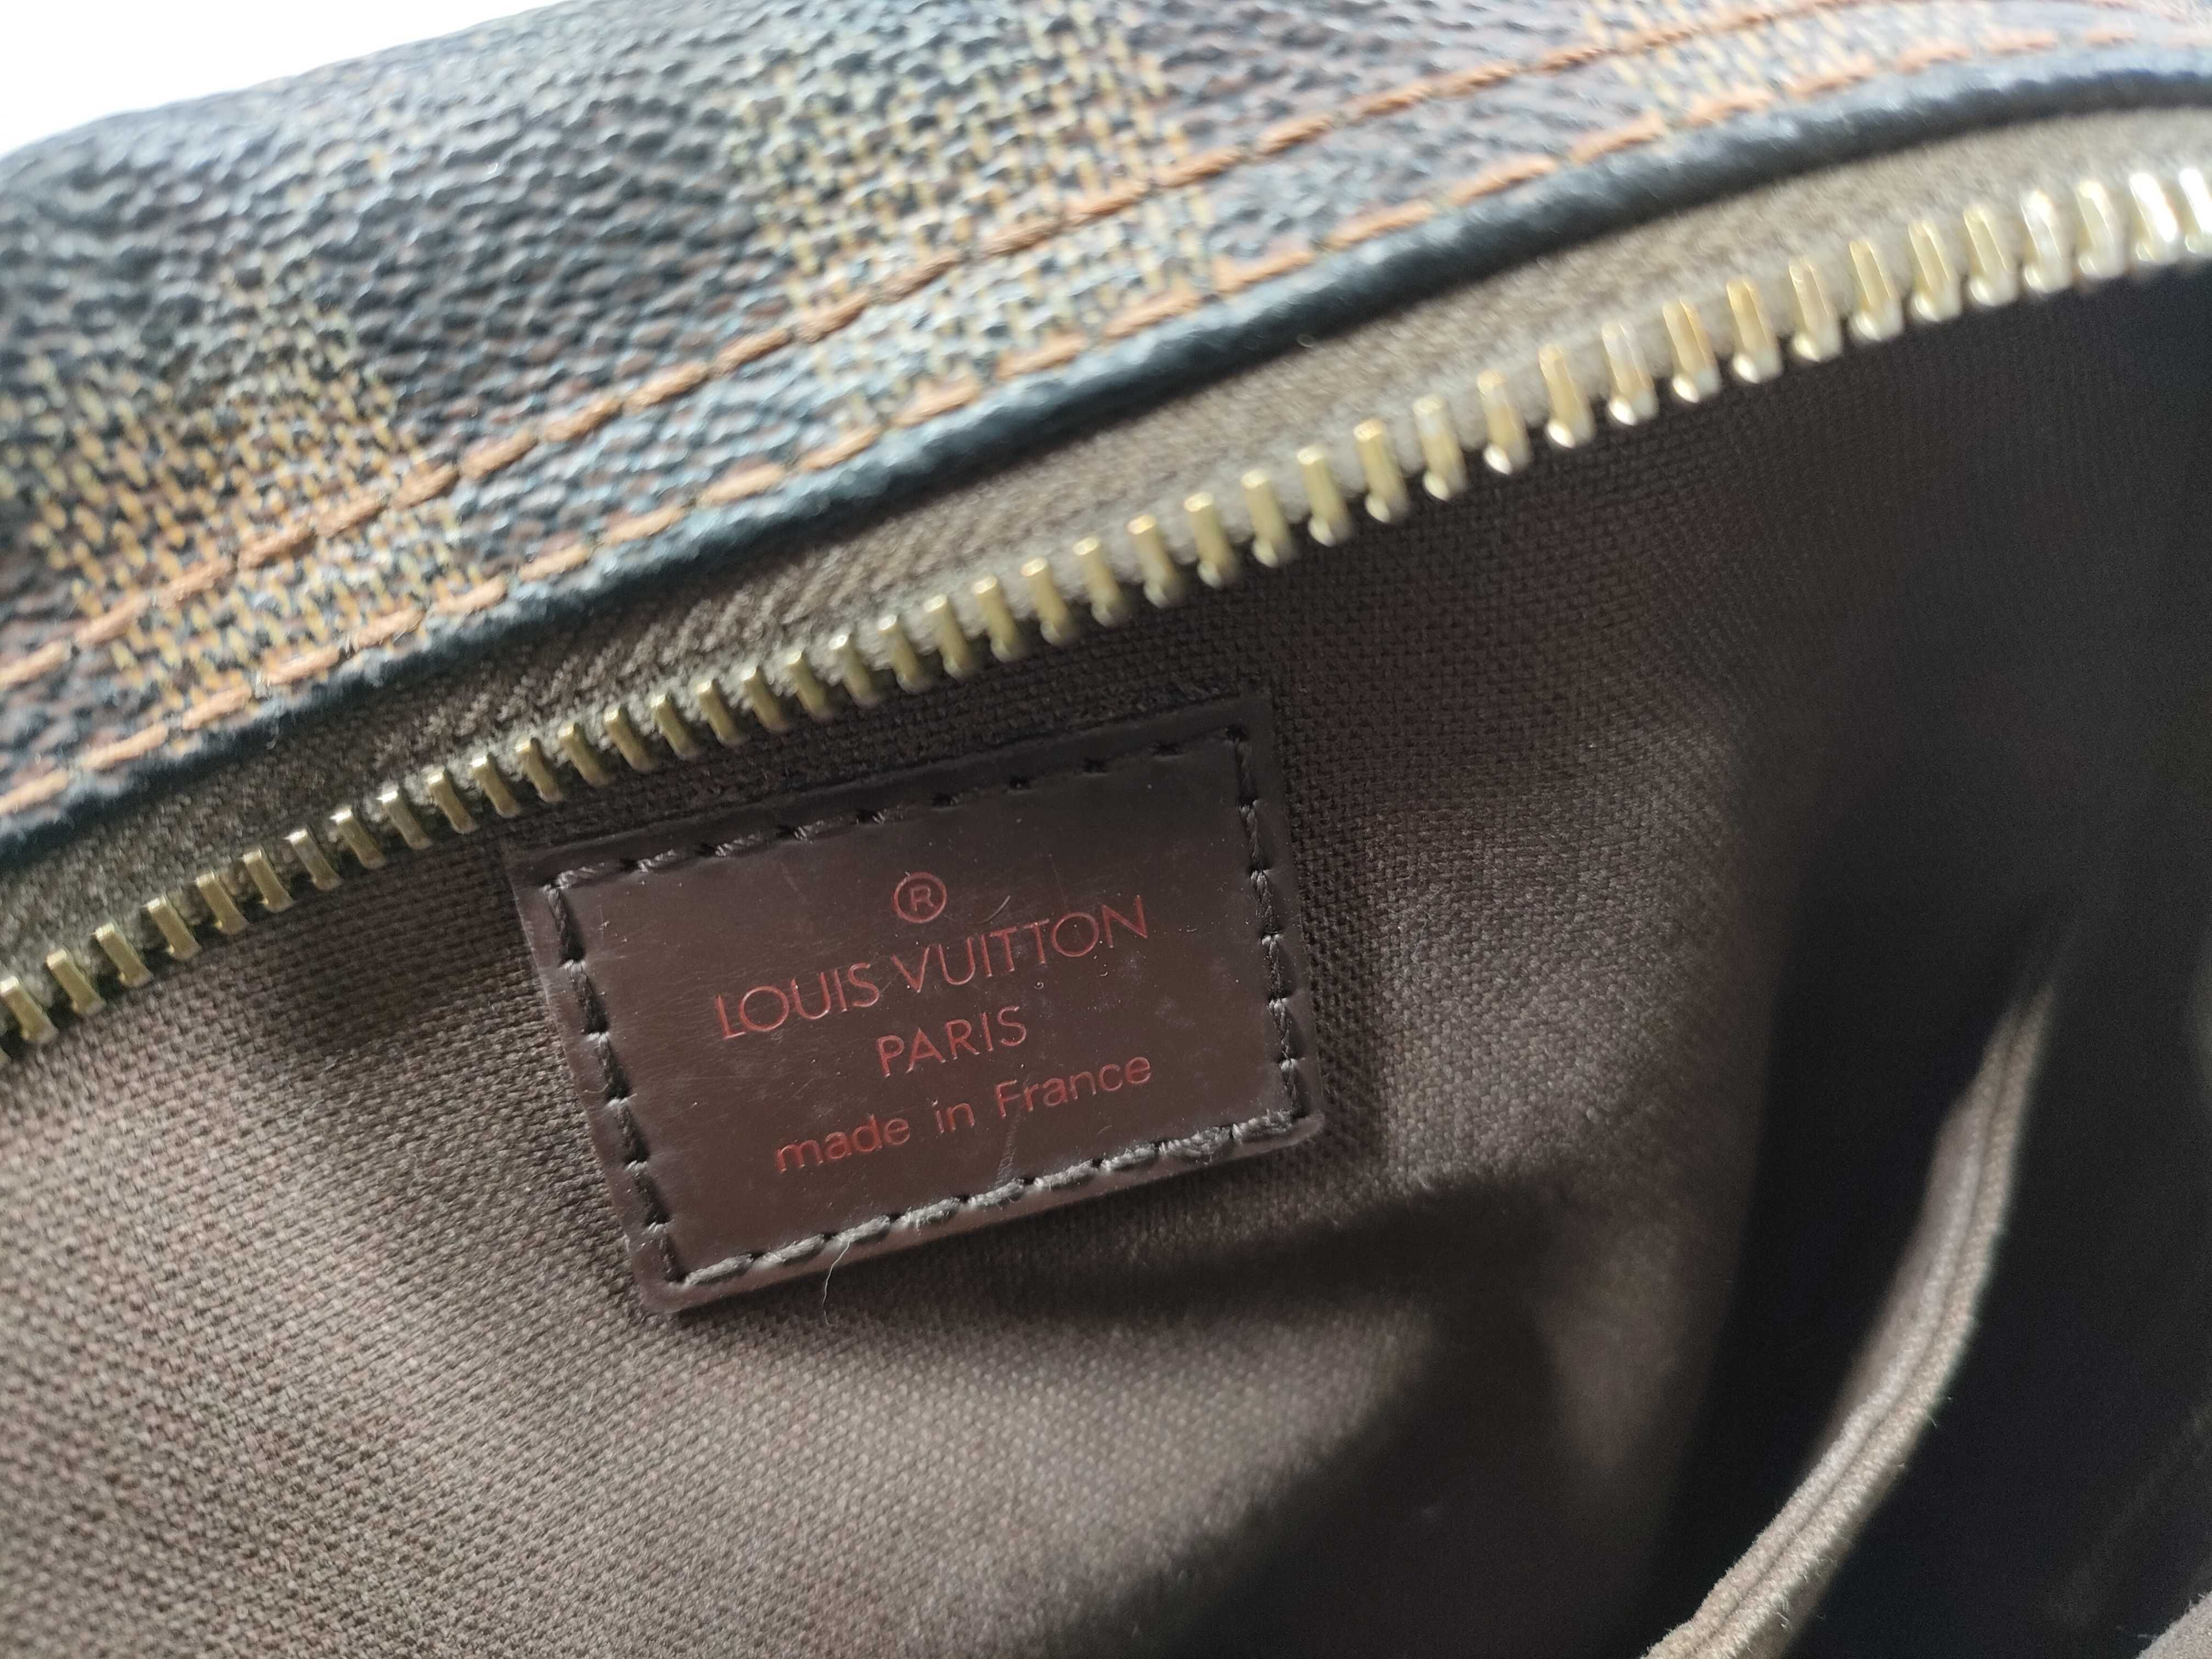 ®
LOUIS VUITTON
PARIS
made in France